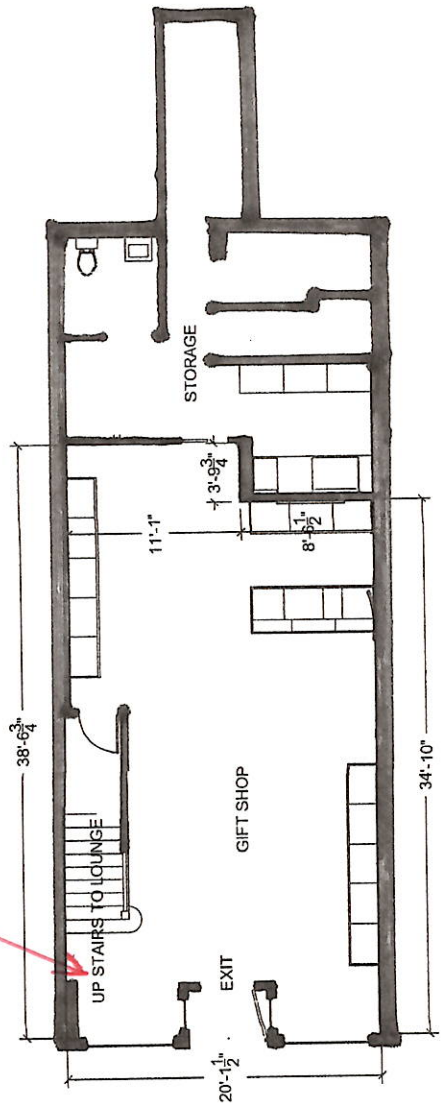 38'-6 3/4"
UP STAIRS TO LOUNGE
11'-1"
3'-9 3/4"
STORAGE
8'-6 1/2"
GIFT SHOP
EXIT
20'-1 1/2"
34'-10"